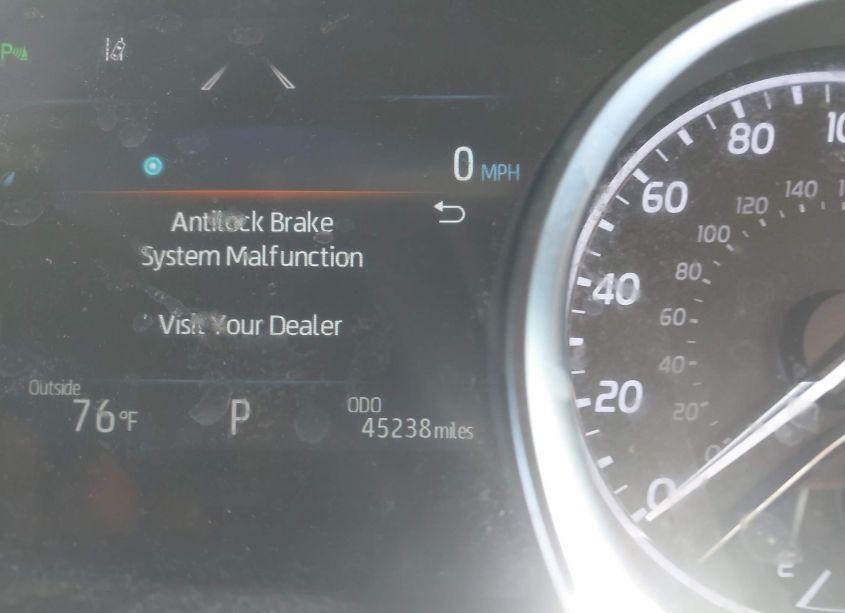 P
0 MPH
Antilock Brake
System Malfunction
Visit Your Dealer
Outside
76°F
P
ODO
45238 miles
80
60
40
20
0
140
120
100
80
60
40
20
0
E